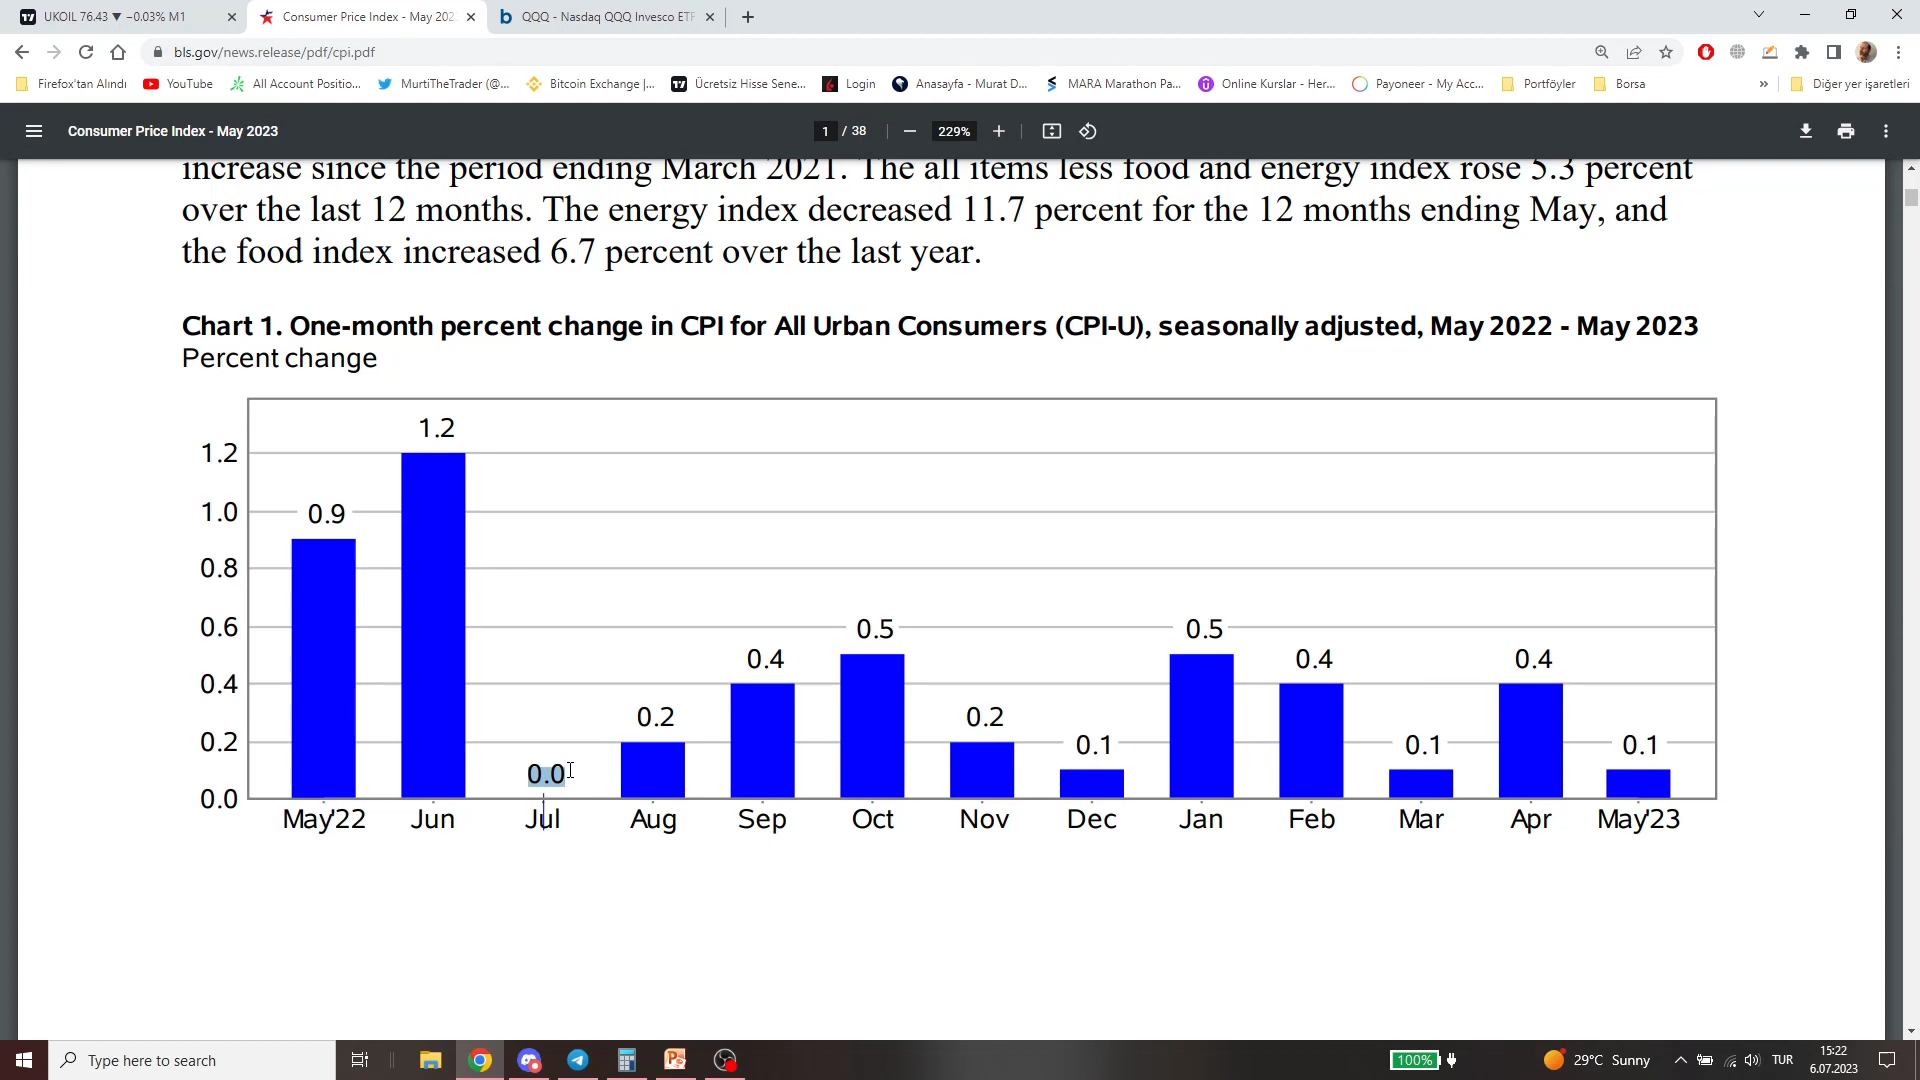 UKOIL 76.43 ▼ −0.03% M1
Consumer Price Index - May 202
QQQ - Nasdaq QQQ Invesco ETF
bls.gov/news.release/pdf/cpi.pdf
Firefox'tan Alındı
YouTube
All Account Positio...
MurtiTheTrader (@...
Bitcoin Exchange |...
Ücretsiz Hisse Sene...
Login
Anasayfa - Murat D...
MARA Marathon Pa...
Online Kurslar - Her...
Payoneer - My Acc...
Portföyler
Borsa
»
Diğer yer işaretleri
Consumer Price Index - May 2023
1 / 38
229%
increase since the period ending March 2021. The all items less food and energy index rose 5.3 percent
over the last 12 months. The energy index decreased 11.7 percent for the 12 months ending May, and
the food index increased 6.7 percent over the last year.
Chart 1. One-month percent change in CPI for All Urban Consumers (CPI-U), seasonally adjusted, May 2022 - May 2023
Percent change
1.2
1.0
0.8
0.6
0.4
0.2
0.0
0.9
1.2
0.0
0.2
0.4
0.5
0.2
0.1
0.5
0.4
0.1
0.4
0.1
May'22
Jun
Jul
Aug
Sep
Oct
Nov
Dec
Jan
Feb
Mar
Apr
May'23
Type here to search
100%
29°C Sunny
TUR
15:22
6.07.2023